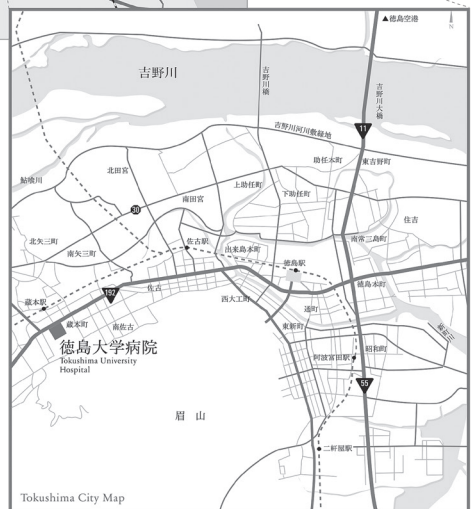 ▲徳島空港
N
吉野川
吉野川橋
吉野川大橋
11
吉野川河川敷緑地
助任本町
東吉野町
鮎喰川
北田宮
上助任町
下助任町
南田宮
30
住吉
北矢三町
南矢三町
佐古駅
出来島本町
南常三島町
徳島駅
蔵本駅
192
佐古
徳島本町
西大工町
通町
蔵本町
南佐古
東新町
徳島大学病院
Tokushima University
Hospital
昭和町
阿波富田駅
55
眉山
二軒屋駅
Tokushima City Map